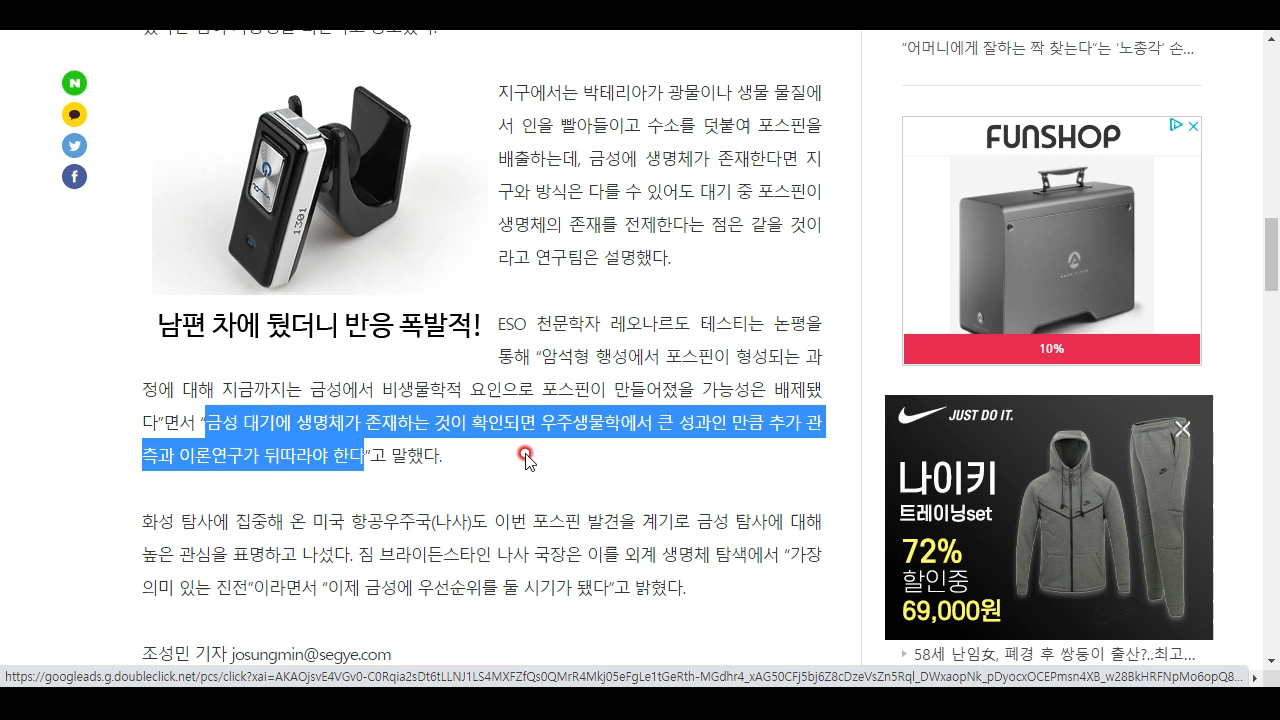 지구에서는 박테리아가 광물이나 생물 물질에
서 인을 빨아들이고 수소를 덧붙여 포스핀을
배출하는데, 금성에 생명체가 존재한다면 지
구와 방식은 다를 수 있어도 대기 중 포스핀이
생명체의 존재를 전제한다는 점은 같을 것이
라고 연구팀은 설명했다.
1301
남편 차에 뒀더니 반응 폭발적!
ESO 천문학자 레오나르도 테스티는 논평을
통해 “암석형 행성에서 포스핀이 형성되는 과
정에 대해 지금까지는 금성에서 비생물학적 요인으로 포스핀이 만들어졌을 가능성은 배제됐
다”면서 “금성 대기에 생명체가 존재하는 것이 확인되면 우주생물학에서 큰 성과인 만큼 추가 관
측과 이론연구가 뒤따라야 한다”고 말했다.
화성 탐사에 집중해 온 미국 항공우주국(나사)도 이번 포스핀 발견을 계기로 금성 탐사에 대해
높은 관심을 표명하고 나섰다. 짐 브라이든스타인 나사 국장은 이를 외계 생명체 탐색에서 “가장
의미 있는 진전”이라면서 “이제 금성에 우선순위를 둘 시기가 됐다”고 밝혔다.
조성민 기자 josungmin@segye.com
“어머니에게 잘하는 짝 찾는다”는 ‘노총각’ 손...
FUNSHOP
10%
JUST DO IT.
나이키
트레이닝set
72%
할인중
69,000원
58세 난임女, 폐경 후 쌍둥이 출산?..최고...